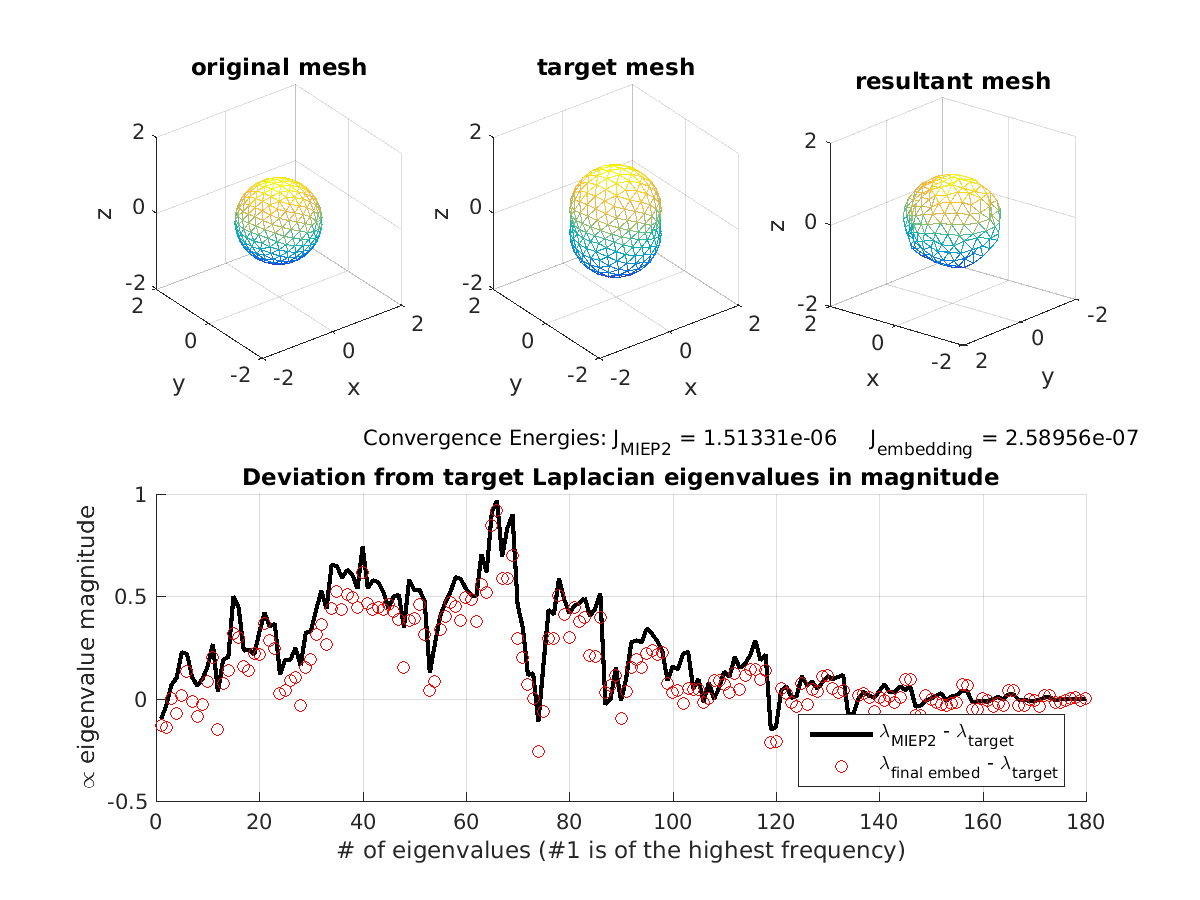 original mesh
target mesh
resultant mesh
2
0
-2
z
2
0
-2
y
-2
0
2
x
2
0
-2
z
2
0
-2
y
-2
0
2
x
2
0
-2
z
2
0
-2
x
2
0
-2
y
Convergence Energies: J_MIEP2 = 1.51331e-06 J_embedding = 2.58956e-07
Deviation from target Laplacian eigenvalues in magnitude
∝ eigenvalue magnitude
1
0.5
0
-0.5
λ_MIEP2 - λ_target
λ_final embed - λ_target
0 20 40 60 80 100 120 140 160 180
# of eigenvalues (#1 is of the highest frequency)